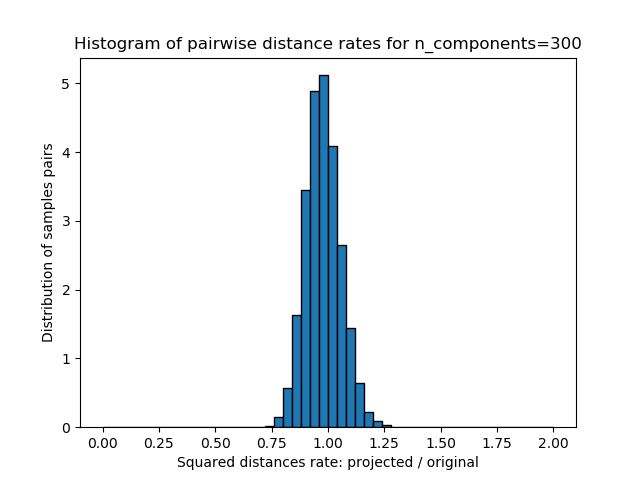 Histogram of pairwise distance rates for n_components=300
Distribution of samples pairs
5
4
3
2
1
0
0.00 0.25 0.50 0.75 1.00 1.25 1.50 1.75 2.00
Squared distances rate: projected / original